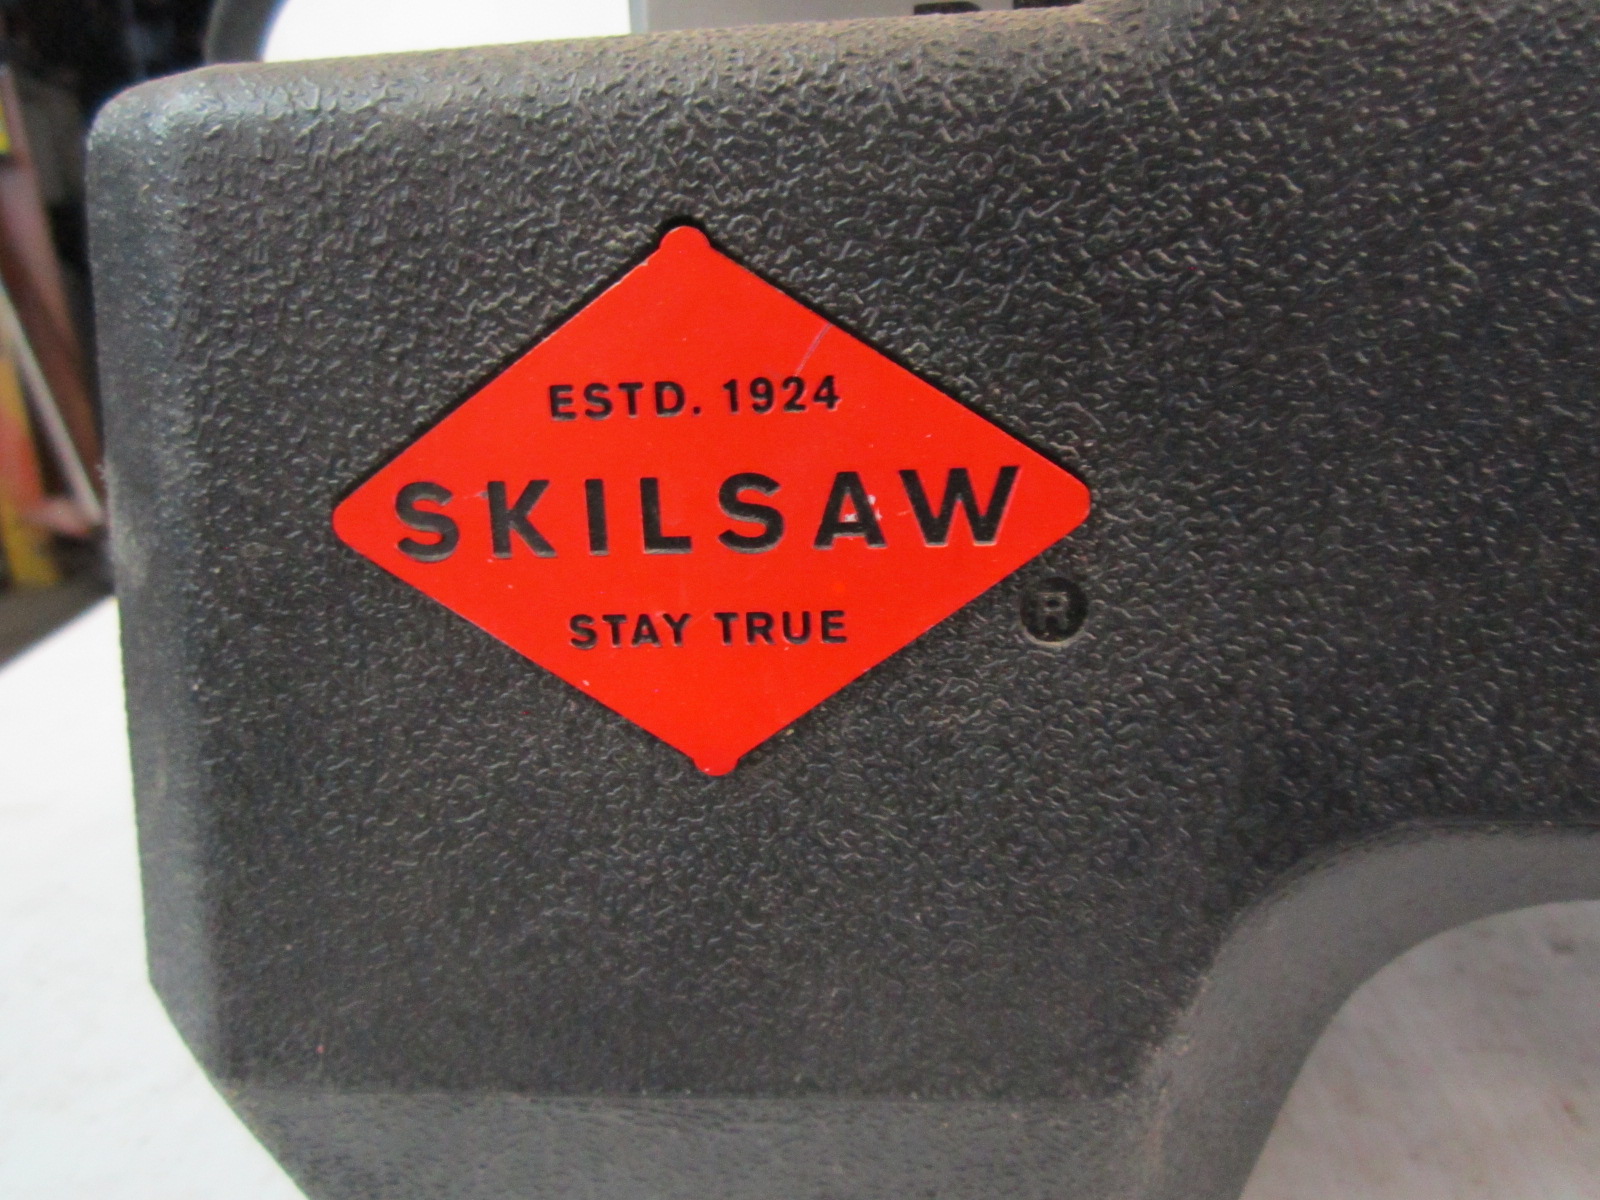 ESTD. 1924
SKILSAW
STAY TRUE
®